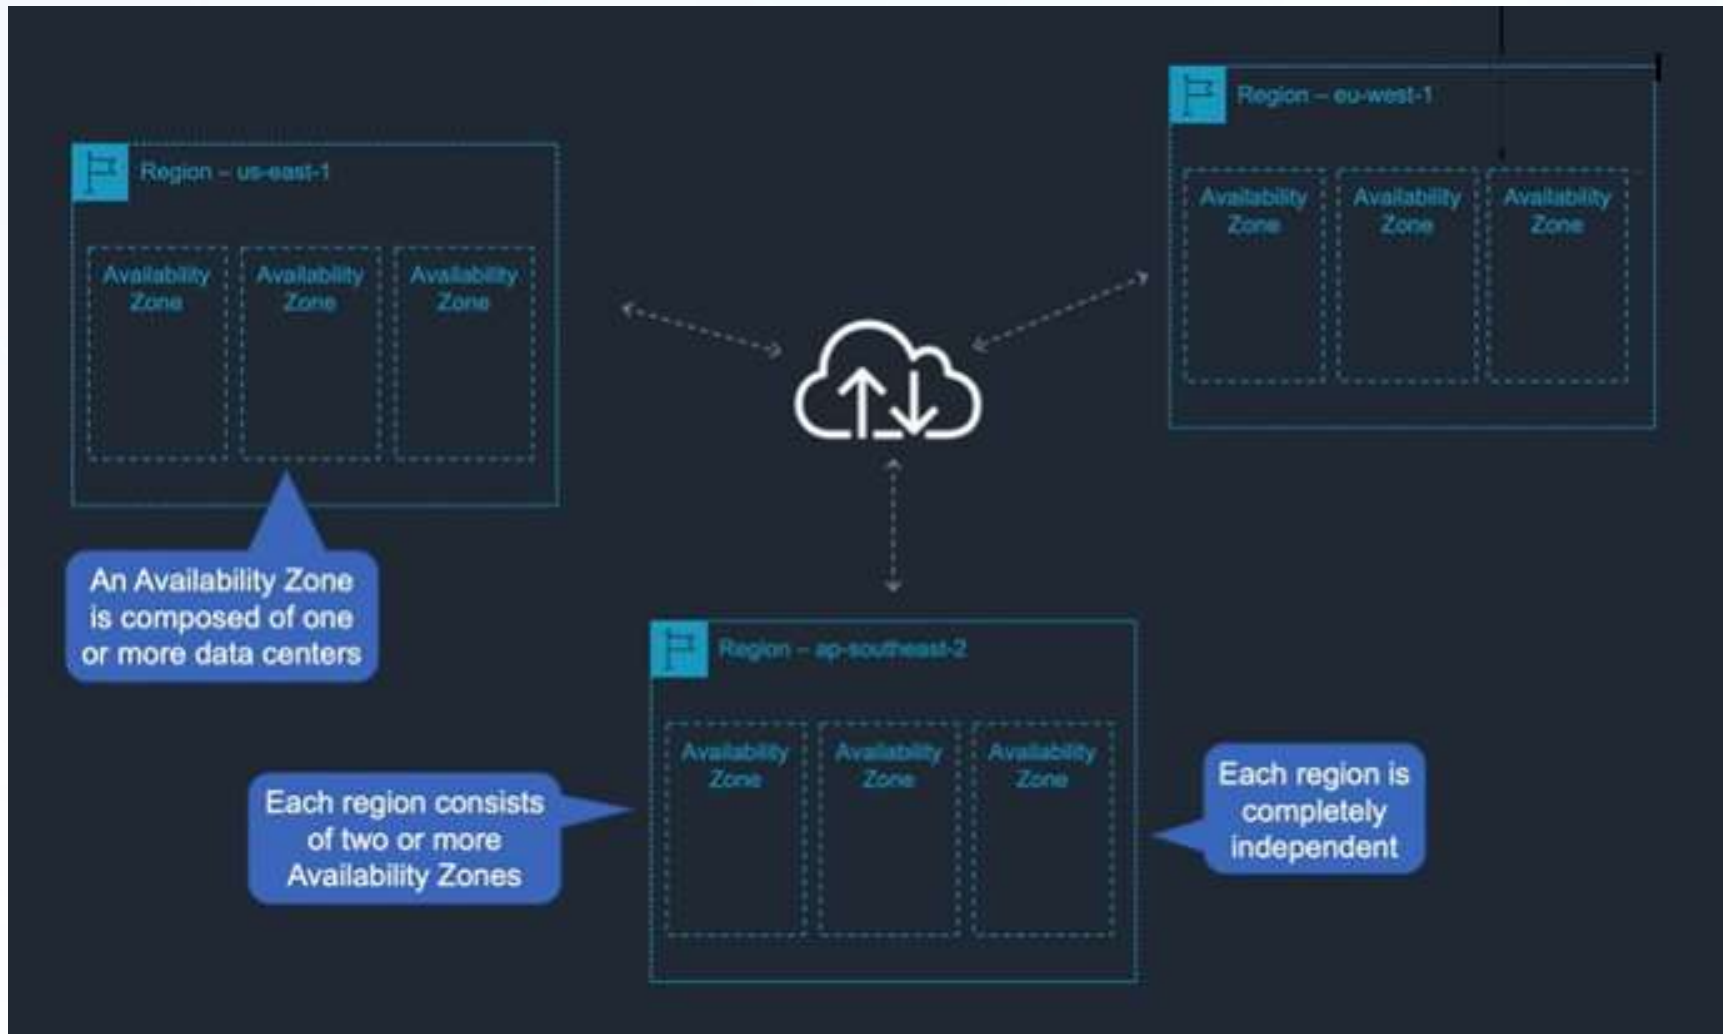 Region – us-east-1
Availability
Zone
Availability
Zone
Availability
Zone
An Availability Zone
is composed of one
or more data centers
Region – eu-west-1
Availability
Zone
Availability
Zone
Availability
Zone
Region – ap-southeast-2
Availability
Zone
Availability
Zone
Availability
Zone
Each region consists
of two or more
Availability Zones
Each region is
completely
independent